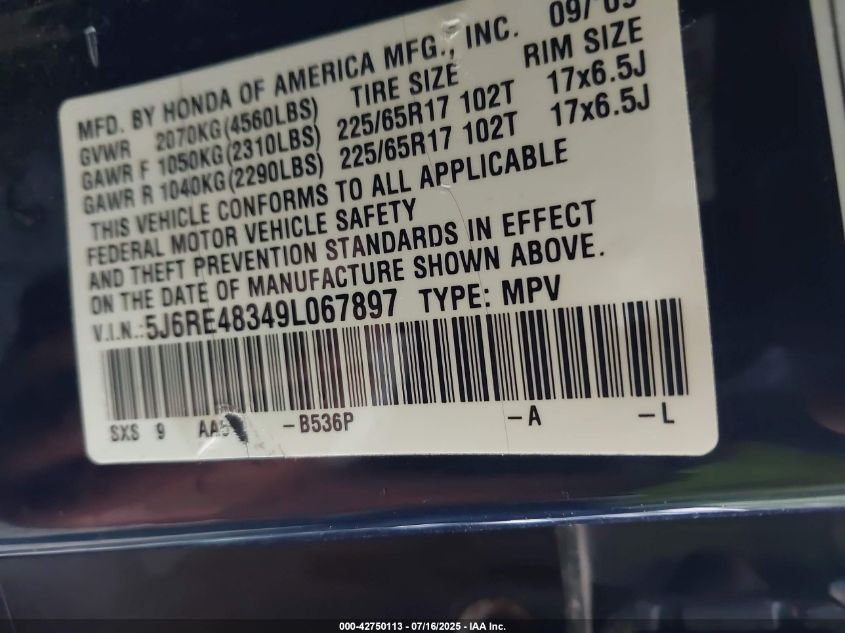 MFD. BY HONDA OF AMERICA MFG., INC. 09/'09
GVWR 2070KG(4560LBS) TIRE SIZE RIM SIZE
GAWR F 1050KG(2310LBS) 225/65R17 102T 17x6.5J
GAWR R 1040KG(2290LBS) 225/65R17 102T 17x6.5J
THIS VEHICLE CONFORMS TO ALL APPLICABLE
FEDERAL MOTOR VEHICLE SAFETY
AND THEFT PREVENTION STANDARDS IN EFFECT
ON THE DATE OF MANUFACTURE SHOWN ABOVE.
V.I.N.:5J6RE48349L067897 TYPE: MPV
SXS 9 -B536P -A -L
000-42750113 - 07/16/2025 - IAA Inc.